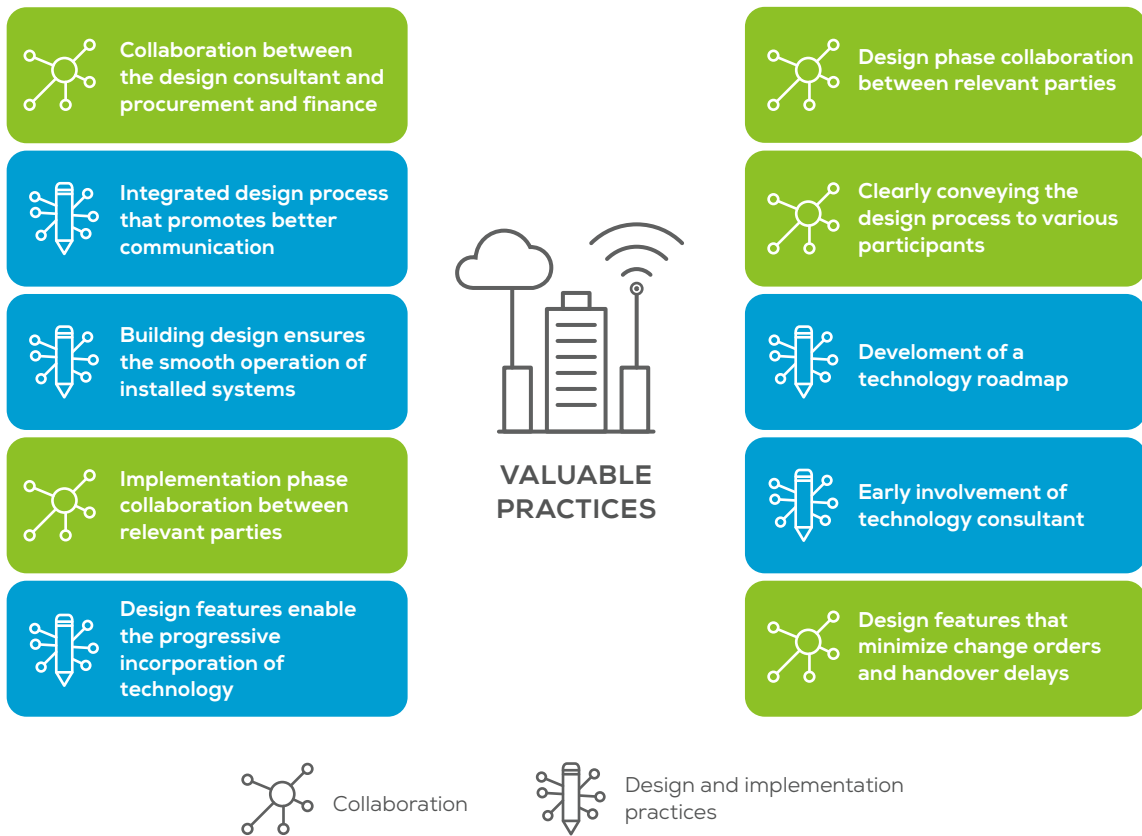 Collaboration between
the design consultant and
procurement and finance
Integrated design process
that promotes better
communication
Building design ensures
the smooth operation of
installed systems
Implementation phase
collaboration between
relevant parties
Design features enable
the progressive
incorporation of
technology
VALUABLE
PRACTICES
Design phase collaboration
between relevant parties
Clearly conveying the
design process to various
participants
Develoment of a
technology roadmap
Early involvement of
technology consultant
Design features that
minimize change orders
and handover delays
Collaboration
Design and implementation
practices